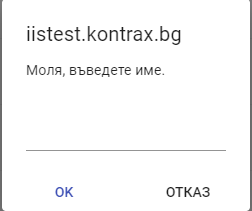 iistest.kontrax.bg
Моля, въведете име.
OK ОТКАЗ